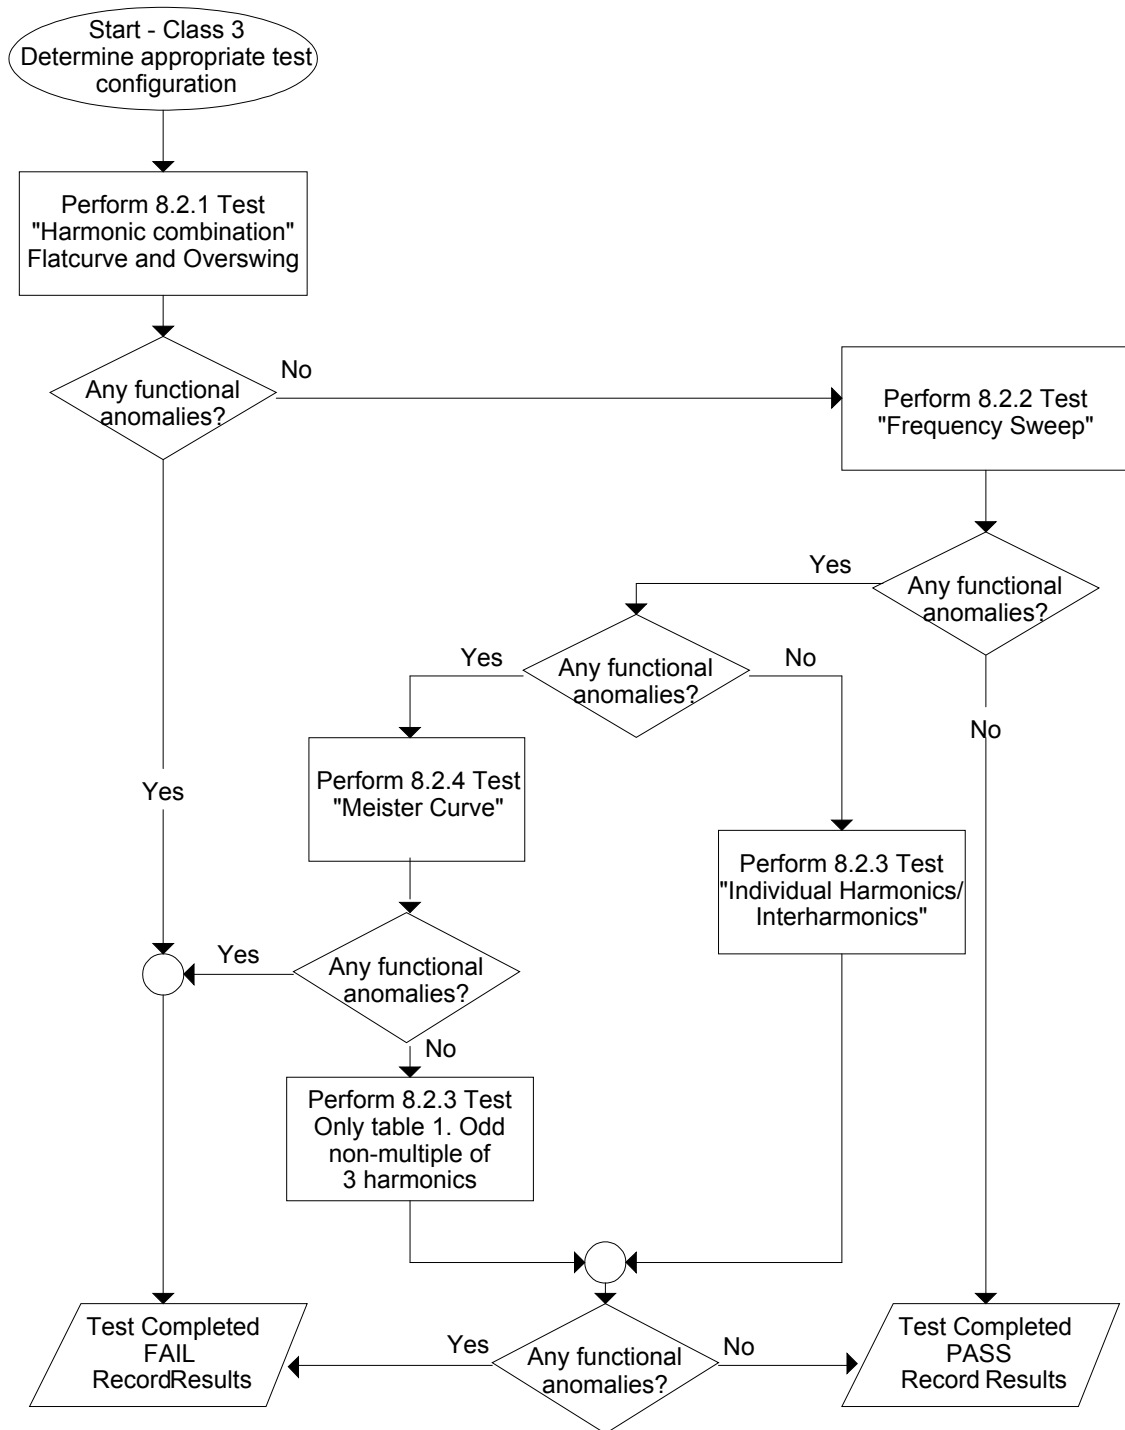 Start - Class 3
Determine appropriate test
configuration
Perform 8.2.1 Test
"Harmonic combination"
Flatcurve and Overswing
Any functional
anomalies?
No
Perform 8.2.2 Test
"Frequency Sweep"
Any functional
anomalies?
Yes
No
Any functional
anomalies?
Yes
No
Perform 8.2.4 Test
"Meister Curve"
Perform 8.2.3 Test
"Individual Harmonics/
Interharmonics"
Yes
Any functional
anomalies?
Yes
No
Perform 8.2.3 Test
Only table 1. Odd
non-multiple of
3 harmonics
Any functional
anomalies?
Yes
No
Test Completed
FAIL
RecordResults
Test Completed
PASS
Record Results